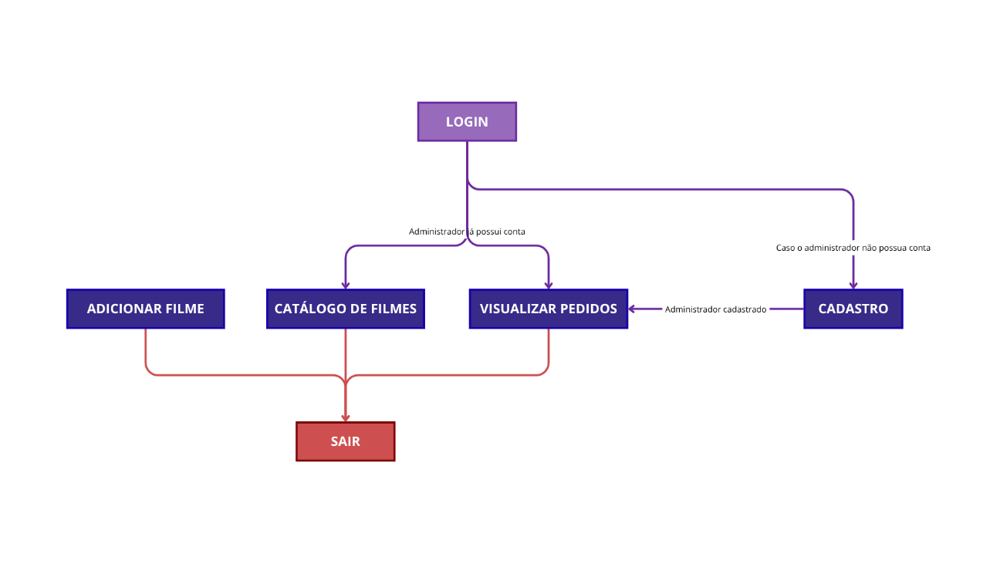 LOGIN
Administrador já possui conta
Caso o administrador não possua conta
ADICIONAR FILME
CATÁLOGO DE FILMES
VISUALIZAR PEDIDOS
Administrador cadastrado
CADASTRO
SAIR